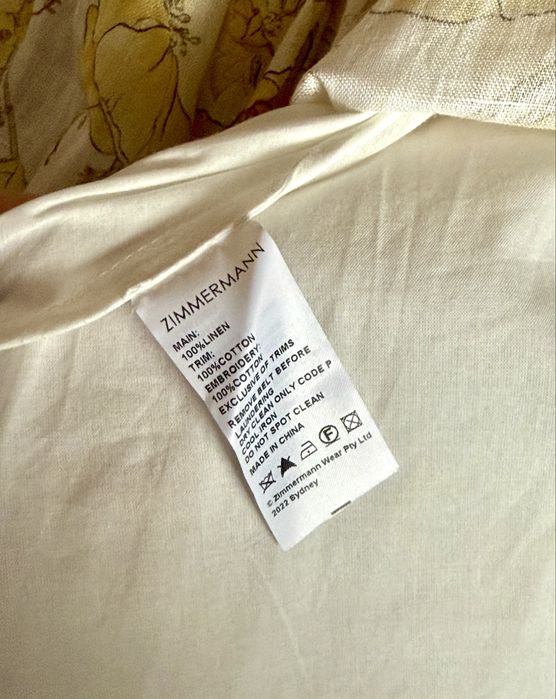 ZIMMERMANN
MAIN:
100%LINEN
TRIM:
100%COTTON
EMBROIDERY:
100%COTTON
EXCLUSIVE OF TRIMS
REMOVE BELT BEFORE
LAUNDERING
DRY CLEAN ONLY CODE P
COOL IRON
DO NOT SPOT CLEAN
MADE IN CHINA
F
© Zimmermann Wear Pty Ltd
2022 Sydney